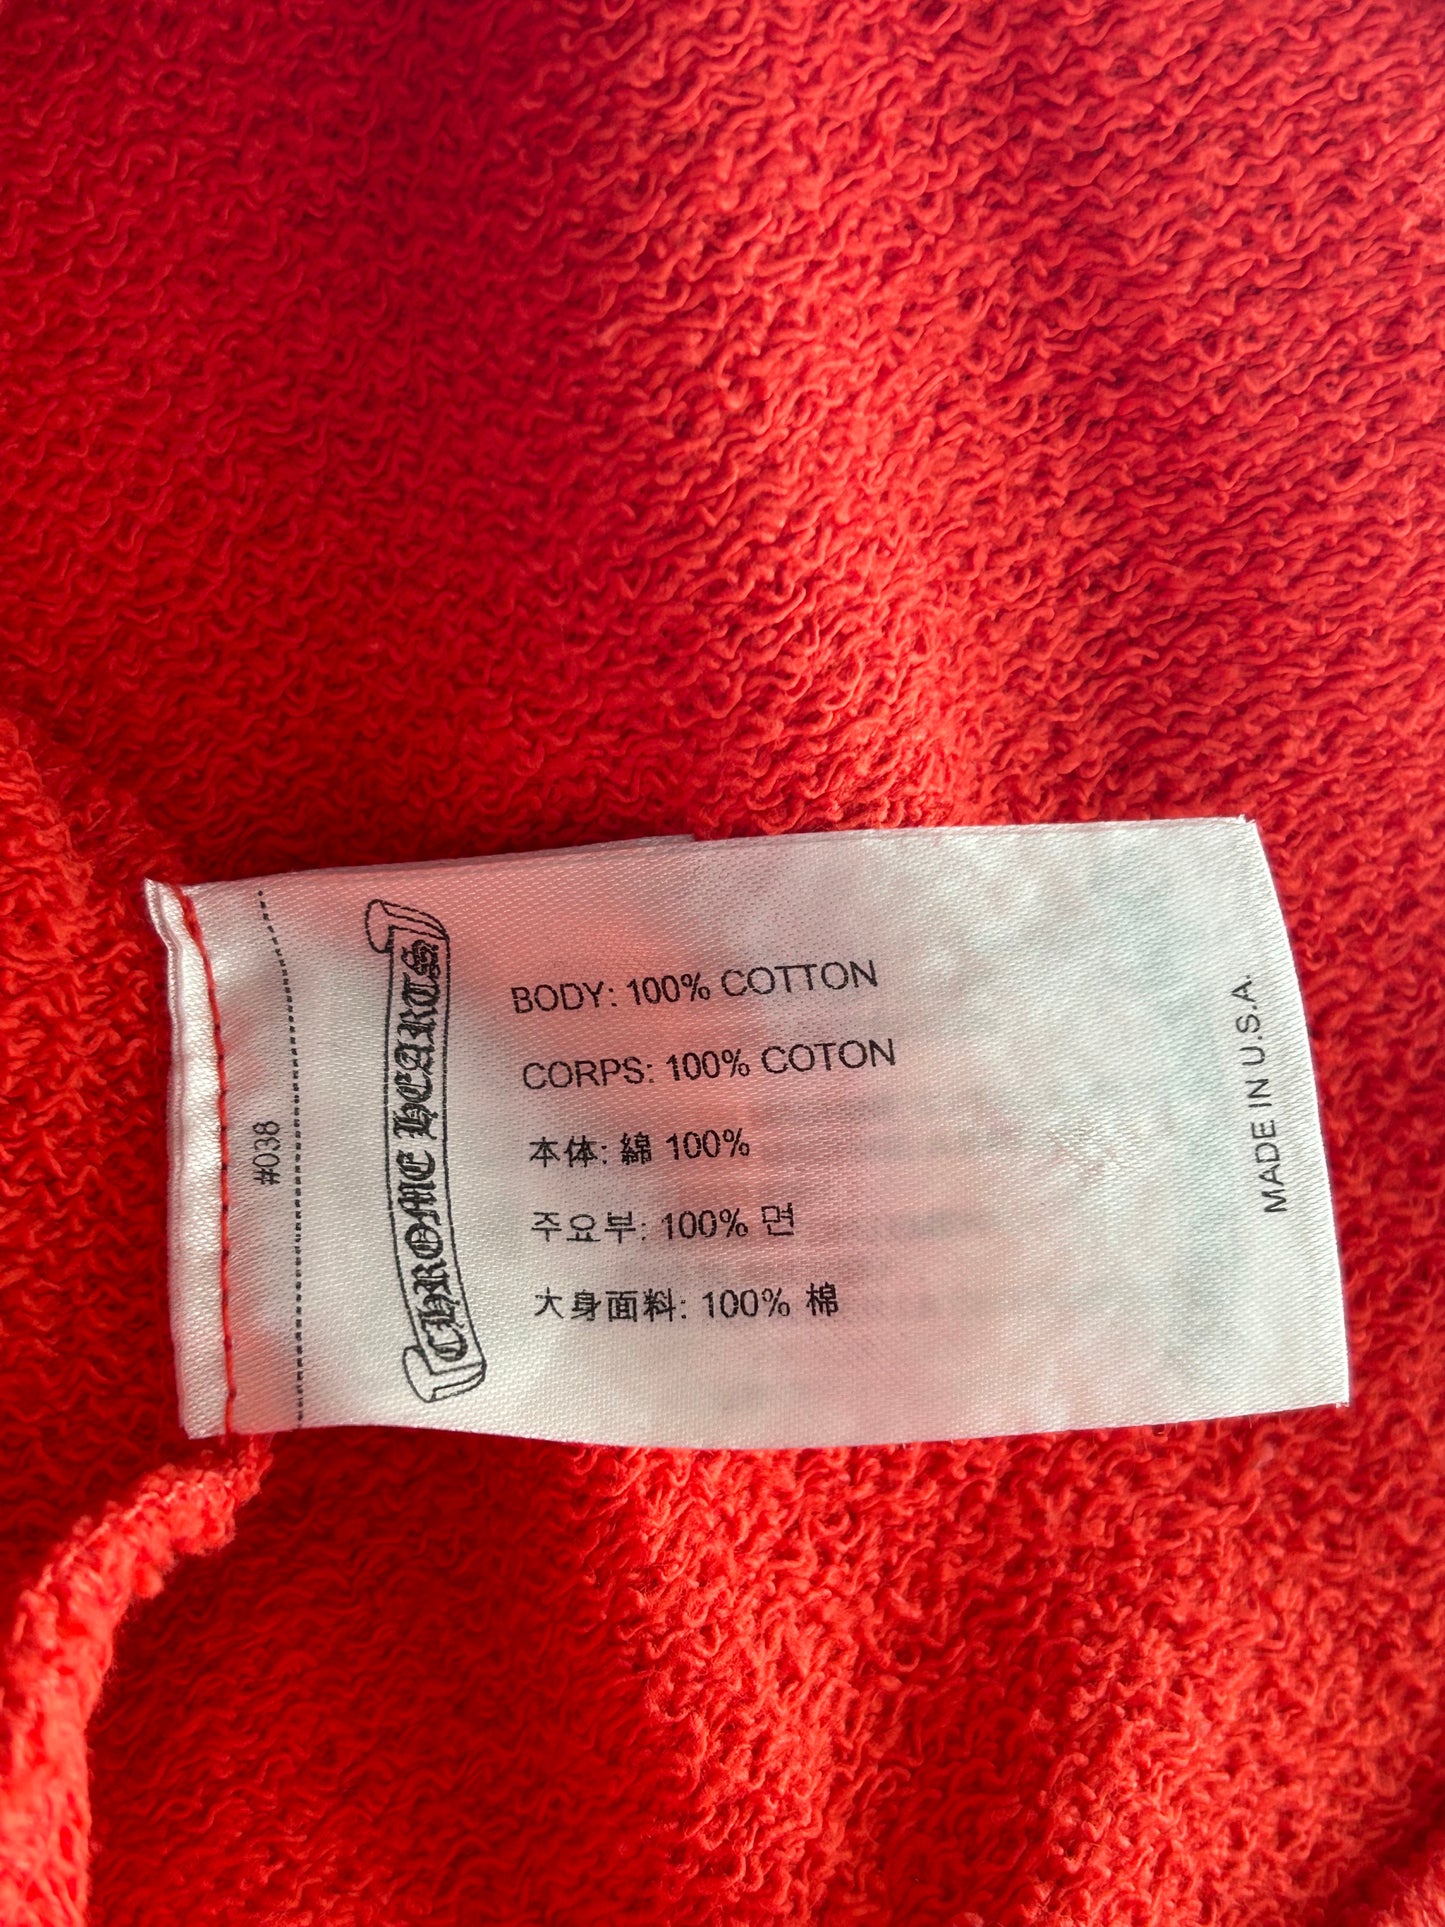 #038
CHROME HEARTS
BODY: 100% COTTON
CORPS: 100% COTON
本体: 綿 100%
주요부: 100% 면
大身面料: 100% 棉
MADE IN U.S.A.